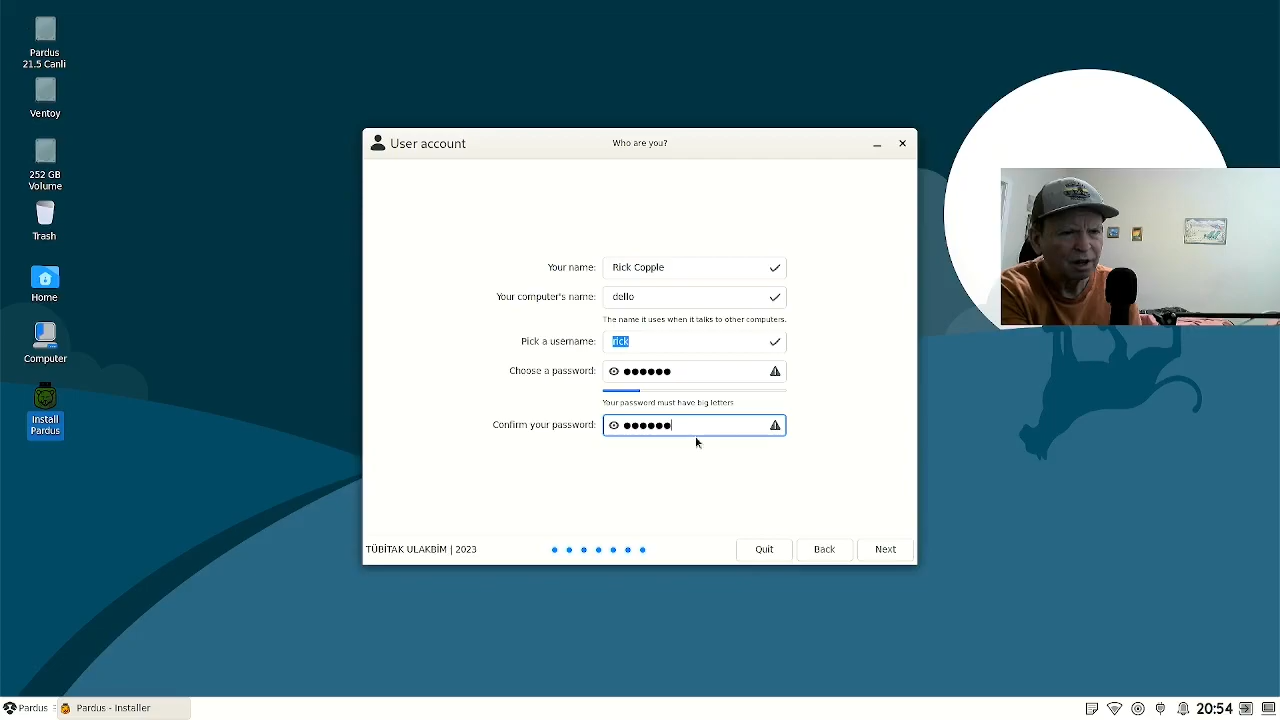 Pardus
21.5 Canli
Ventoy
252 GB
Volume
Trash
Home
Computer
Install
Pardus
User account
Who are you?
Your name:
Rick Copple
Your computer's name:
dello
The name it uses when it talks to other computers.
Pick a username:
rick
Choose a password:
●●●●●●
Your password must have big letters
Confirm your password:
●●●●●●
TÜBİTAK ULAKBİM | 2023
Quit
Back
Next
Pardus
Pardus - Installer
20:54